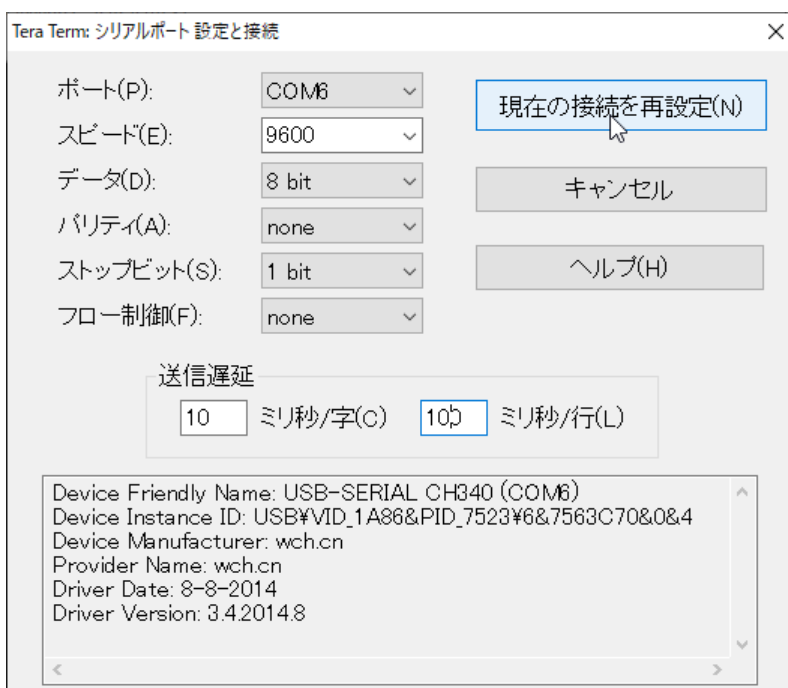 Tera Term: シリアルポート 設定と接続
ポート(P): COM6
現在の接続を再設定(N)
スピード(E): 9600
データ(D): 8 bit
キャンセル
パリティ(A): none
ストップビット(S): 1 bit
ヘルプ(H)
フロー制御(F): none
送信遅延
10 ミリ秒/字(C) 100 ミリ秒/行(L)
Device Friendly Name: USB-SERIAL CH340 (COM6)
Device Instance ID: USB¥VID_1A86&PID_7523¥6&7563C70&0&4
Device Manufacturer: wch.cn
Provider Name: wch.cn
Driver Date: 8-8-2014
Driver Version: 3.4.2014.8